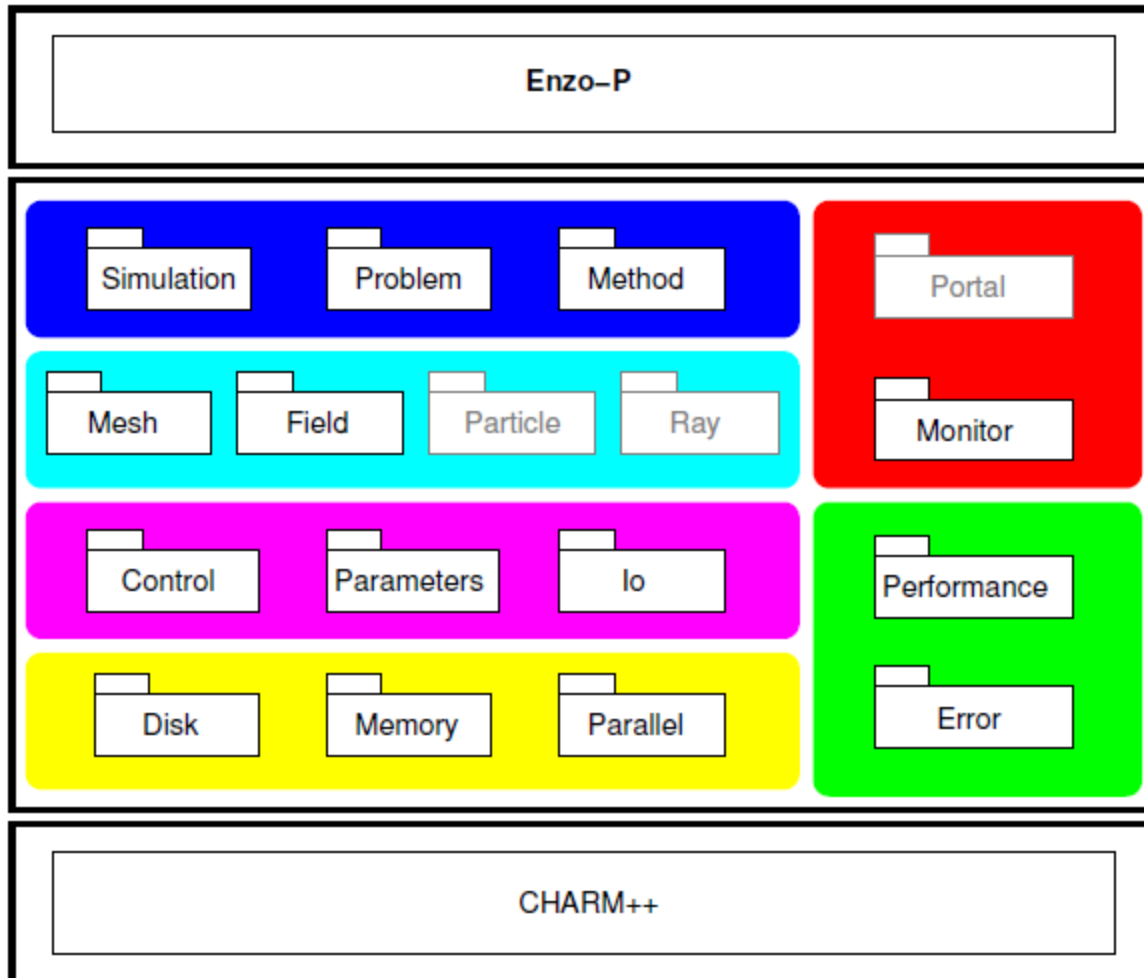 Enzo–P
Simulation Problem Method
Portal
Mesh Field Particle Ray
Monitor
Control Parameters Io
Performance
Disk Memory Parallel
Error
CHARM++